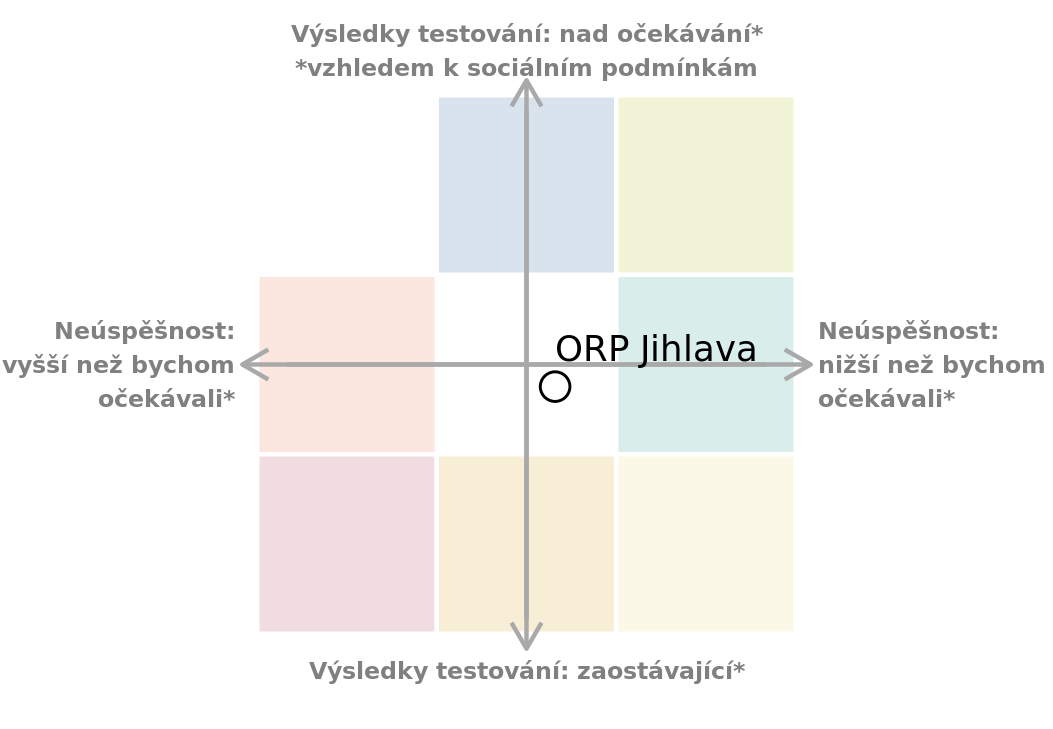 Výsledky testování: nad očekávání*
*vzhledem k sociálním podmínkám
Neúspěšnost:
vyšší než bychom
očekávali*
ORP Jihlava
Neúspěšnost:
nižší než bychom
očekávali*
Výsledky testování: zaostávající*